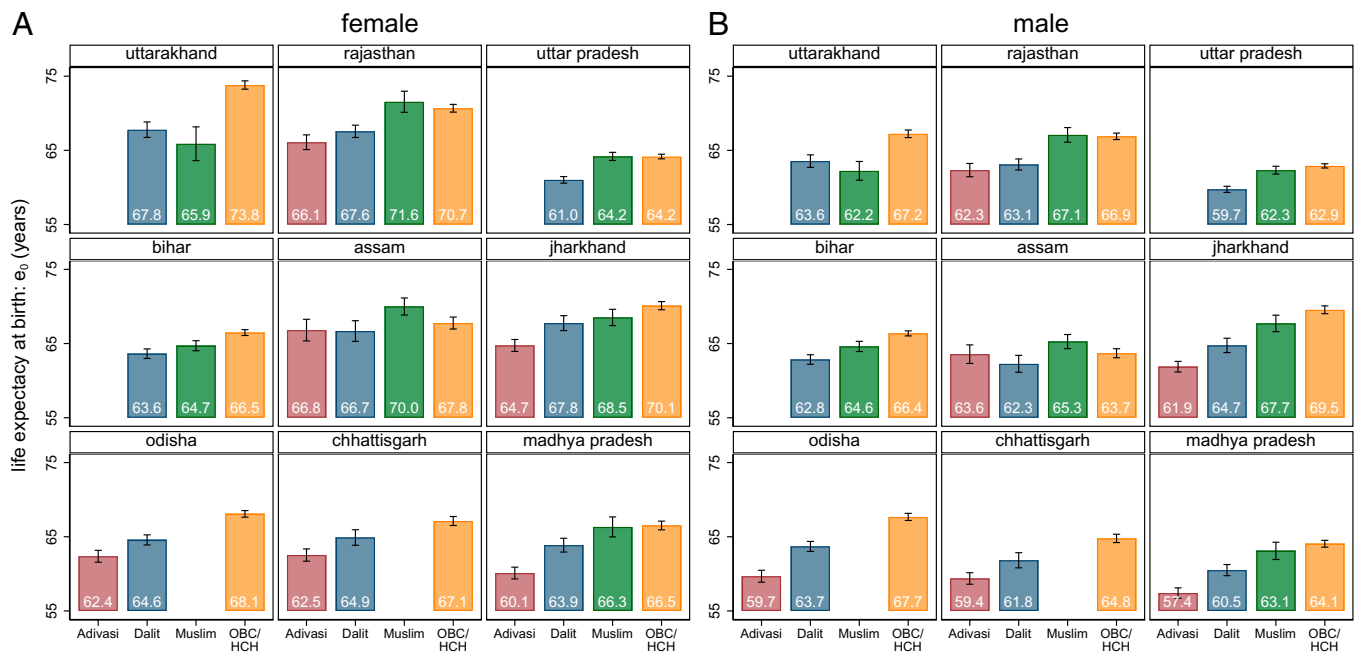 A female B male
uttarakhand rajasthan uttar pradesh uttarakhand rajasthan uttar pradesh
75
65
55
67.8 65.9 73.8 66.1 67.6 71.6 70.7 61.0 64.2 64.2 63.6 62.2 67.2 62.3 63.1 67.1 66.9 59.7 62.3 62.9
bihar assam jharkhand bihar assam jharkhand
life expectacy at birth: e0 (years)
75
65
55
63.6 64.7 66.5 66.8 66.7 70.0 67.8 64.7 67.8 68.5 70.1 62.8 64.6 66.4 63.6 62.3 65.3 63.7 61.9 64.7 67.7 69.5
odisha chhattisgarh madhya pradesh odisha chhattisgarh madhya pradesh
75
65
55
62.4 64.6 68.1 62.5 64.9 67.1 60.1 63.9 66.3 66.5 59.7 63.7 67.7 59.4 61.8 64.8 57.4 60.5 63.1 64.1
Adivasi Dalit Muslim OBC/ Adivasi Dalit Muslim OBC/ Adivasi Dalit Muslim OBC/ Adivasi Dalit Muslim OBC/ Adivasi Dalit Muslim OBC/ Adivasi Dalit Muslim OBC/
HCH HCH HCH HCH HCH HCH